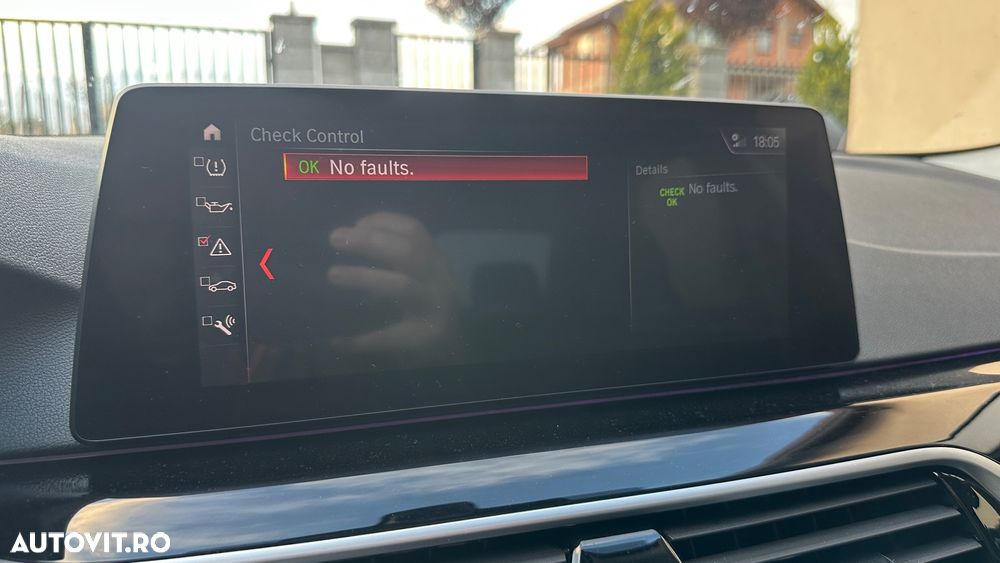 Check Control
18:05
OK No faults.
Details
CHECK OK No faults.
AUTOVIT.RO